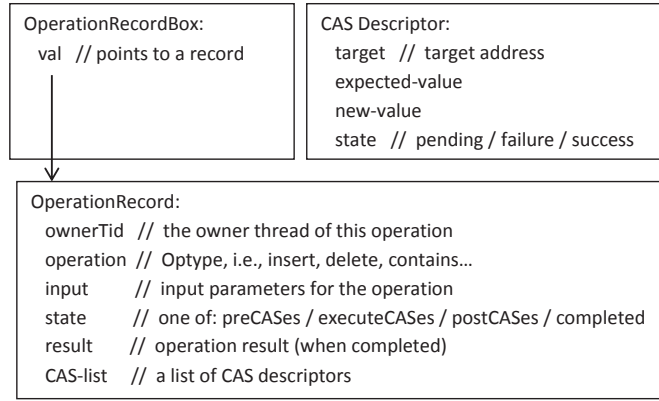 OperationRecordBox:
val // points to a record
CAS Descriptor:
target // target address
expected-value
new-value
state // pending / failure / success
OperationRecord:
ownerTid // the owner thread of this operation
operation // Optype, i.e., insert, delete, contains…
input // input parameters for the operation
state // one of: preCASes / executeCASes / postCASes / completed
result // operation result (when completed)
CAS-list // a list of CAS descriptors